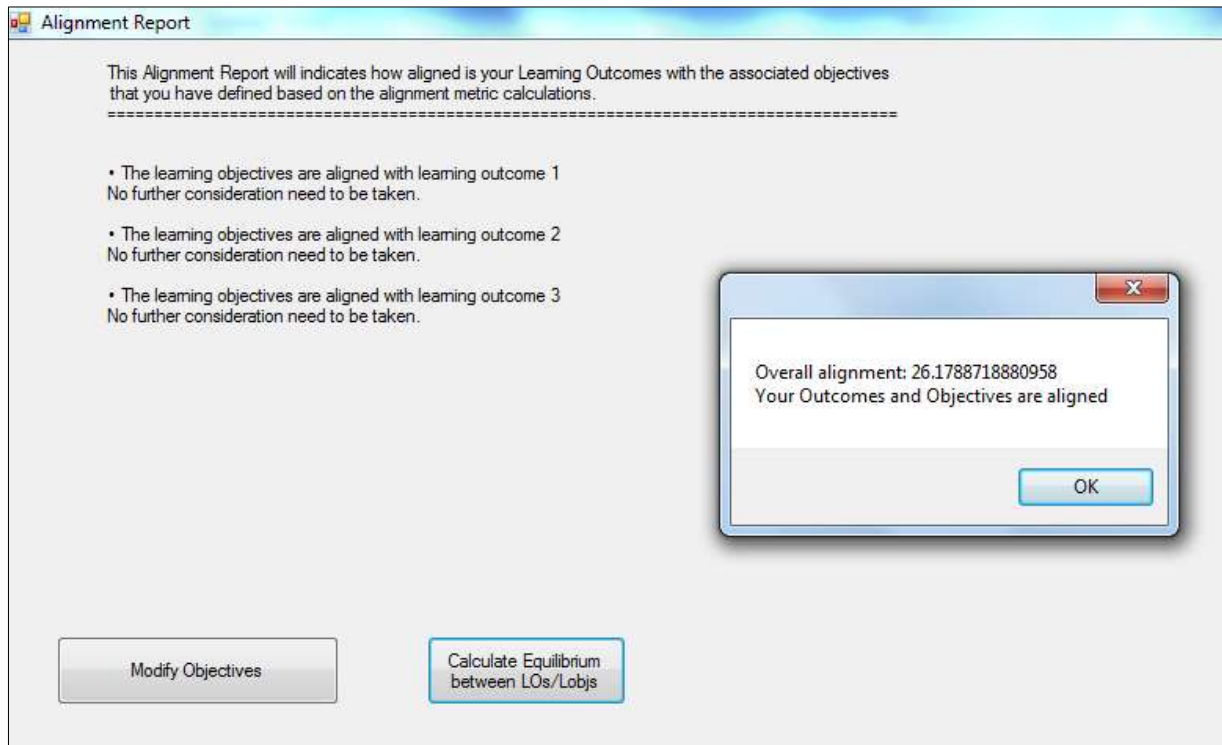 Alignment Report
This Alignment Report will indicates how aligned is your Learning Outcomes with the associated objectives
that you have defined based on the alignment metric calculations.
=====================================================================================
• The learning objectives are aligned with learning outcome 1
No further consideration need to be taken.
• The learning objectives are aligned with learning outcome 2
No further consideration need to be taken.
• The learning objectives are aligned with learning outcome 3
No further consideration need to be taken.
x
Overall alignment: 26.1788718880958
Your Outcomes and Objectives are aligned
OK
Modify Objectives
Calculate Equilibrium
between LOs/Lobjs